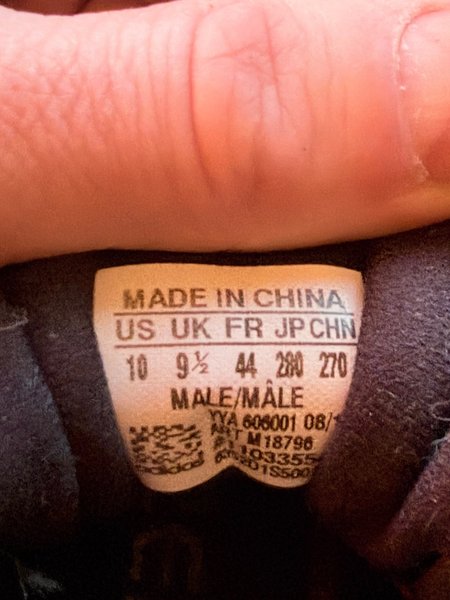 MADE IN CHINA
US UK FR JP CHN
10 9½ 44 280 270
MALE/MÂLE
YYA 606001 08/
ART M18796
adidas